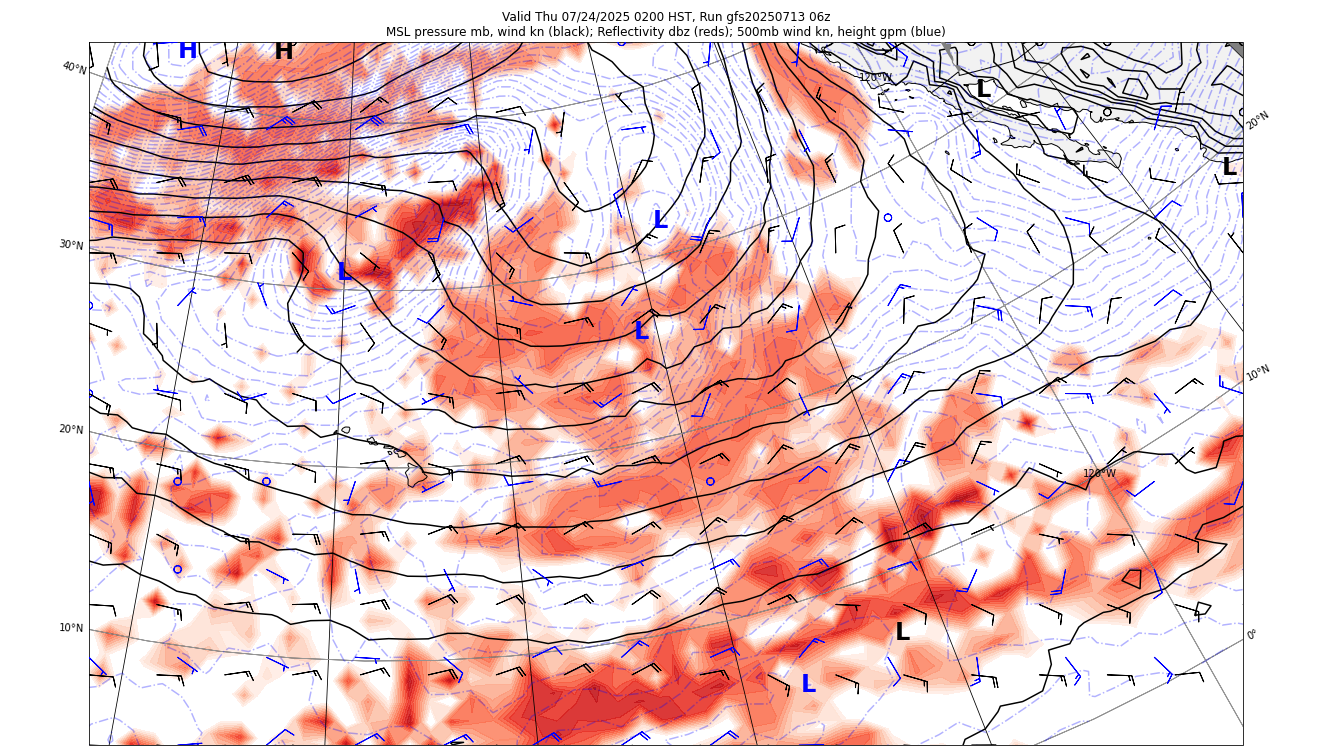 Valid Thu 07/24/2025 0200 HST, Run gfs20250713 06z
MSL pressure mb, wind kn (black); Reflectivity dbz (reds); 500mb wind kn, height gpm (blue)
H H
40°N
120°W
L
20°N
L
L
30°N
L
L
10°N
20°N
120°W
10°N
L
0°
L